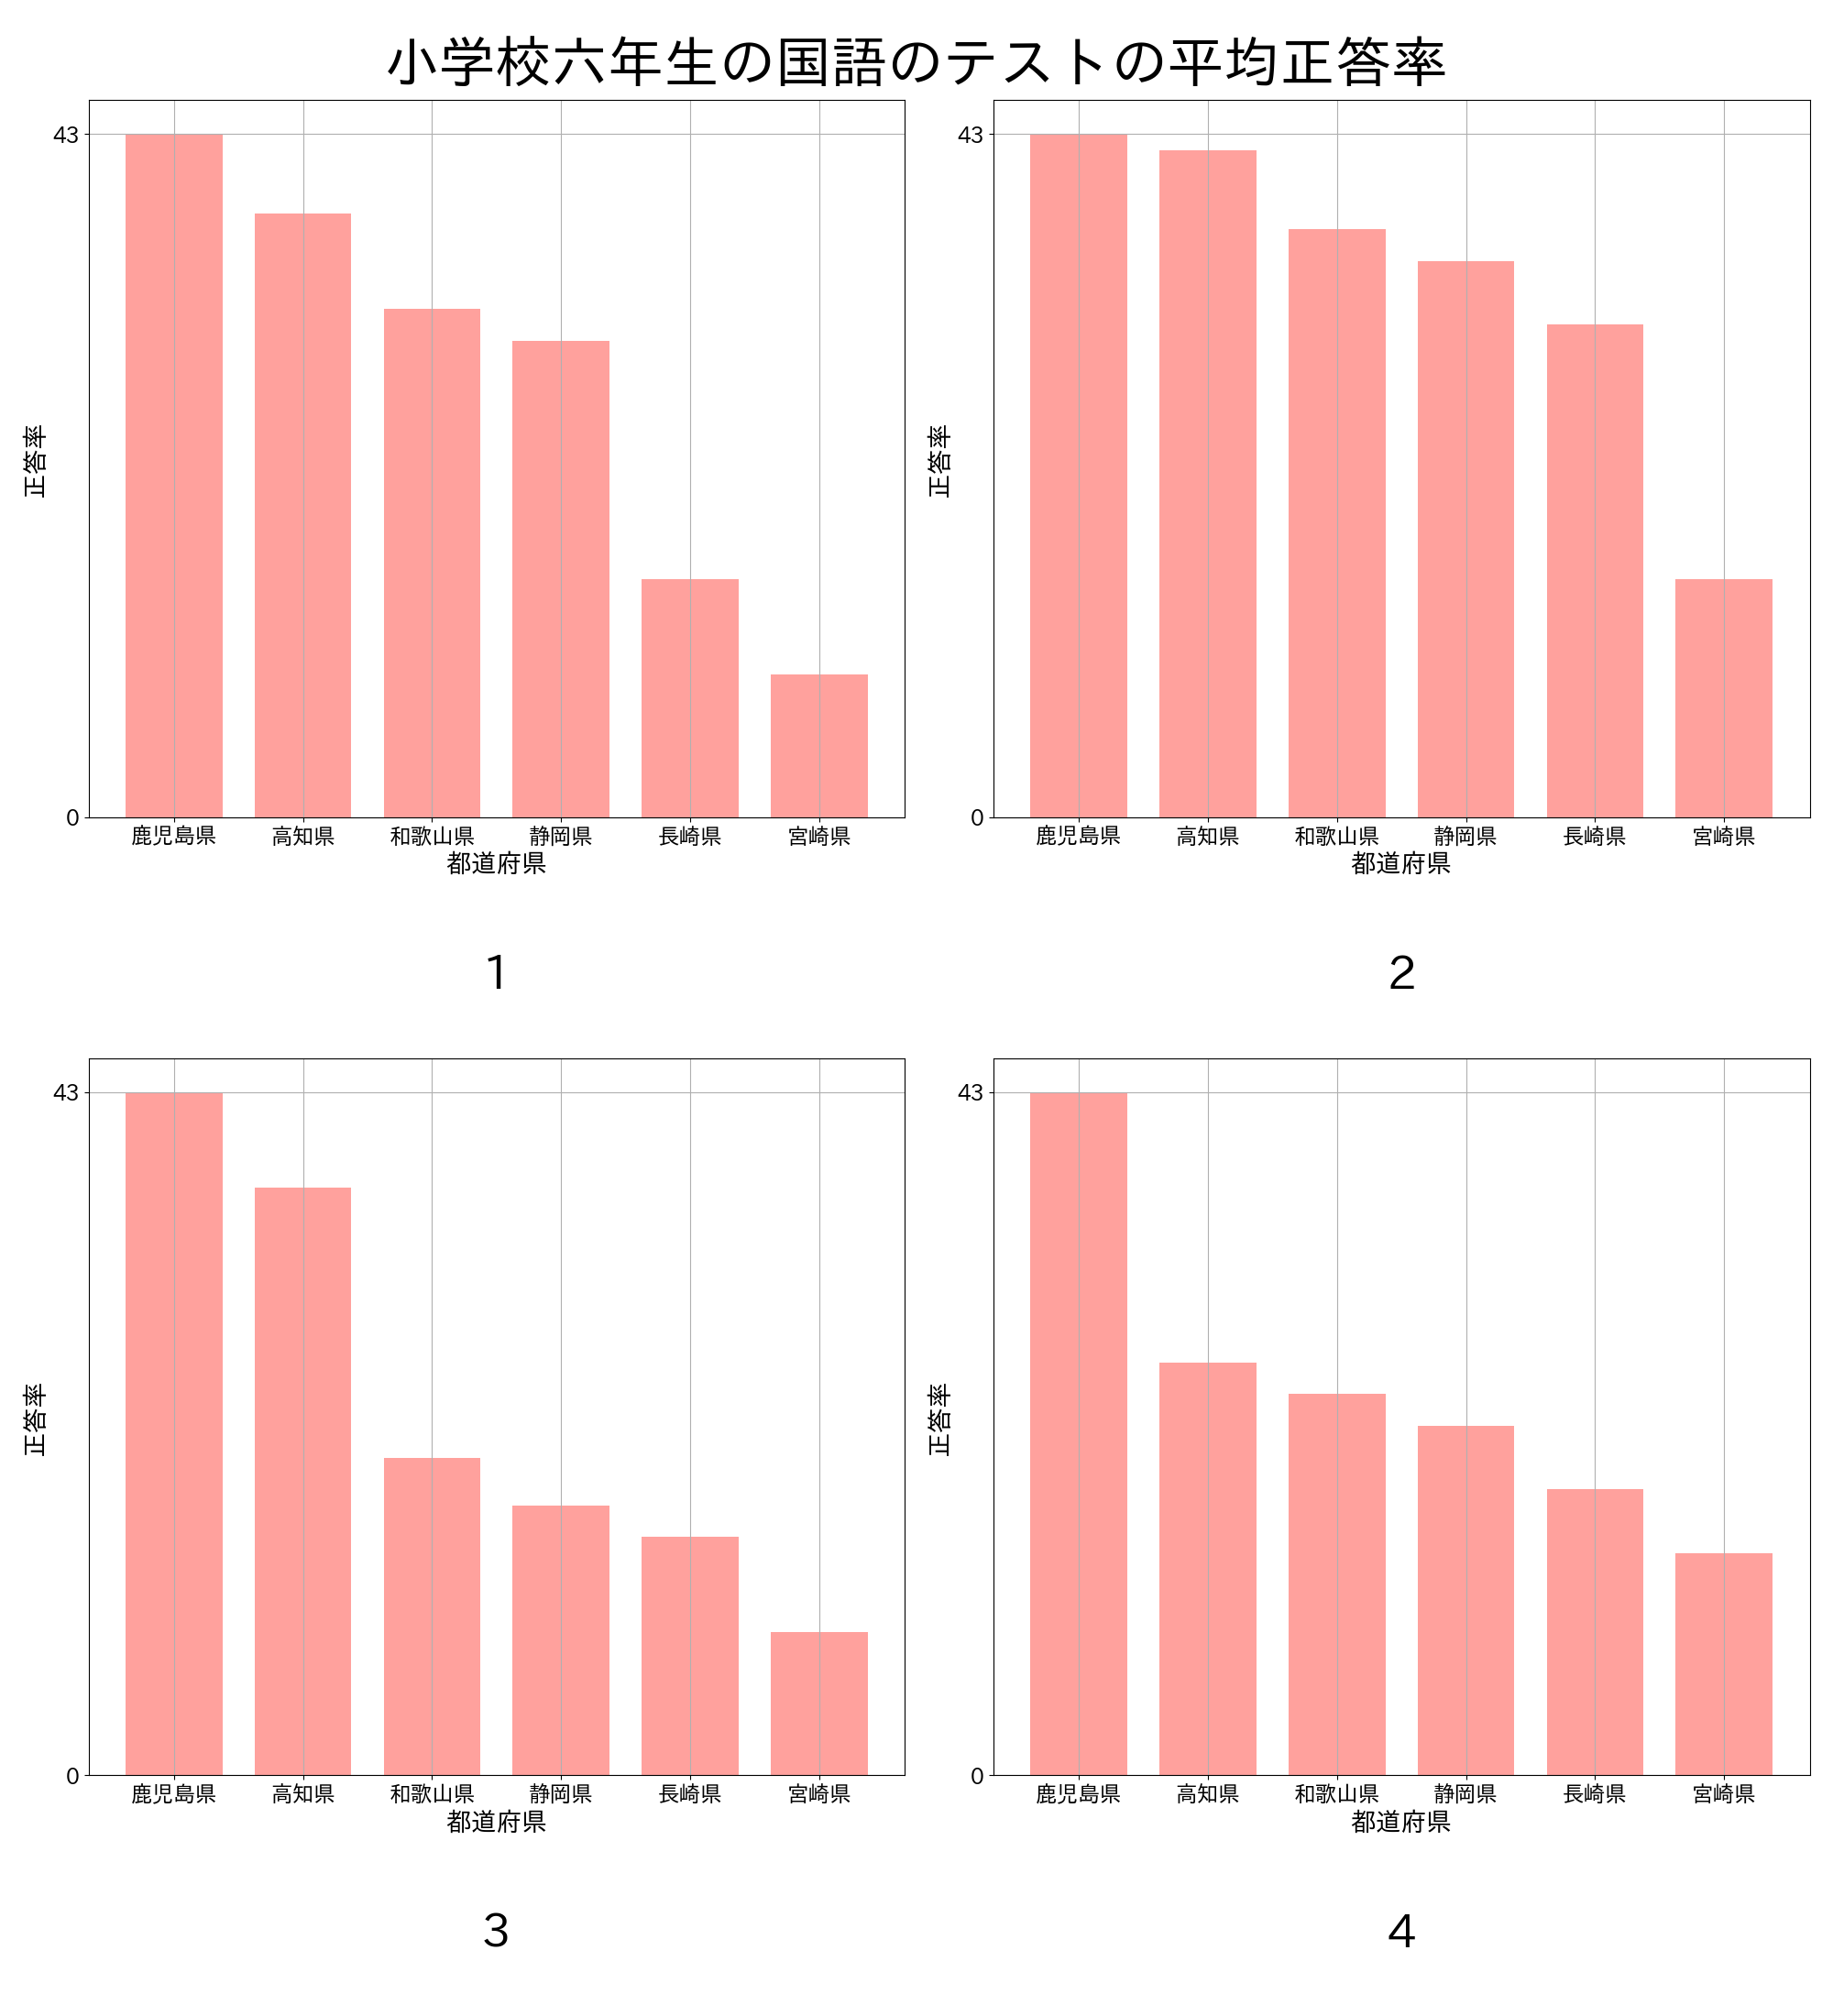 小学校六年生の国語のテストの平均正答率
43
正答率
0
鹿児島県 高知県 和歌山県 静岡県 長崎県 宮崎県
都道府県
1
43
正答率
0
鹿児島県 高知県 和歌山県 静岡県 長崎県 宮崎県
都道府県
2
43
正答率
0
鹿児島県 高知県 和歌山県 静岡県 長崎県 宮崎県
都道府県
3
43
正答率
0
鹿児島県 高知県 和歌山県 静岡県 長崎県 宮崎県
都道府県
4